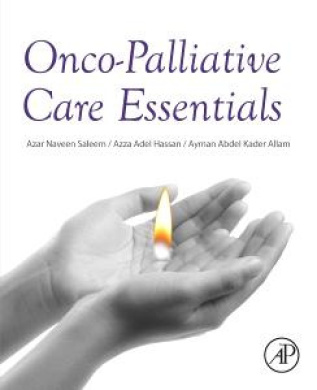 Onco-Palliative
Care Essentials
Azar Naveen Saleem / Azza Adel Hassan / Ayman Abdel Kader Allam
AP